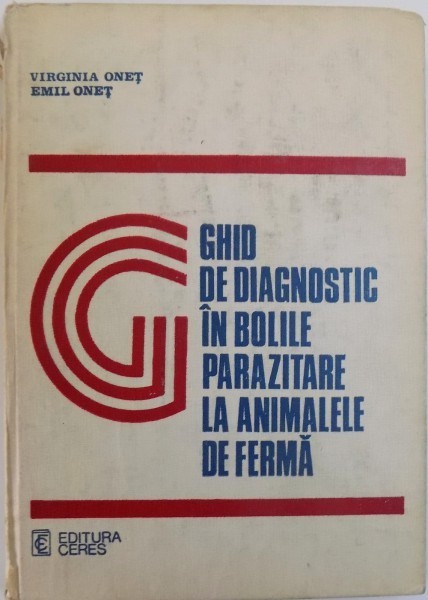 VIRGINIA ONEȚ
EMIL ONEȚ
GHID
DE DIAGNOSTIC
ÎN BOLILE
PARAZITARE
LA ANIMALELE
DE FERMĂ
EDITURA
CERES